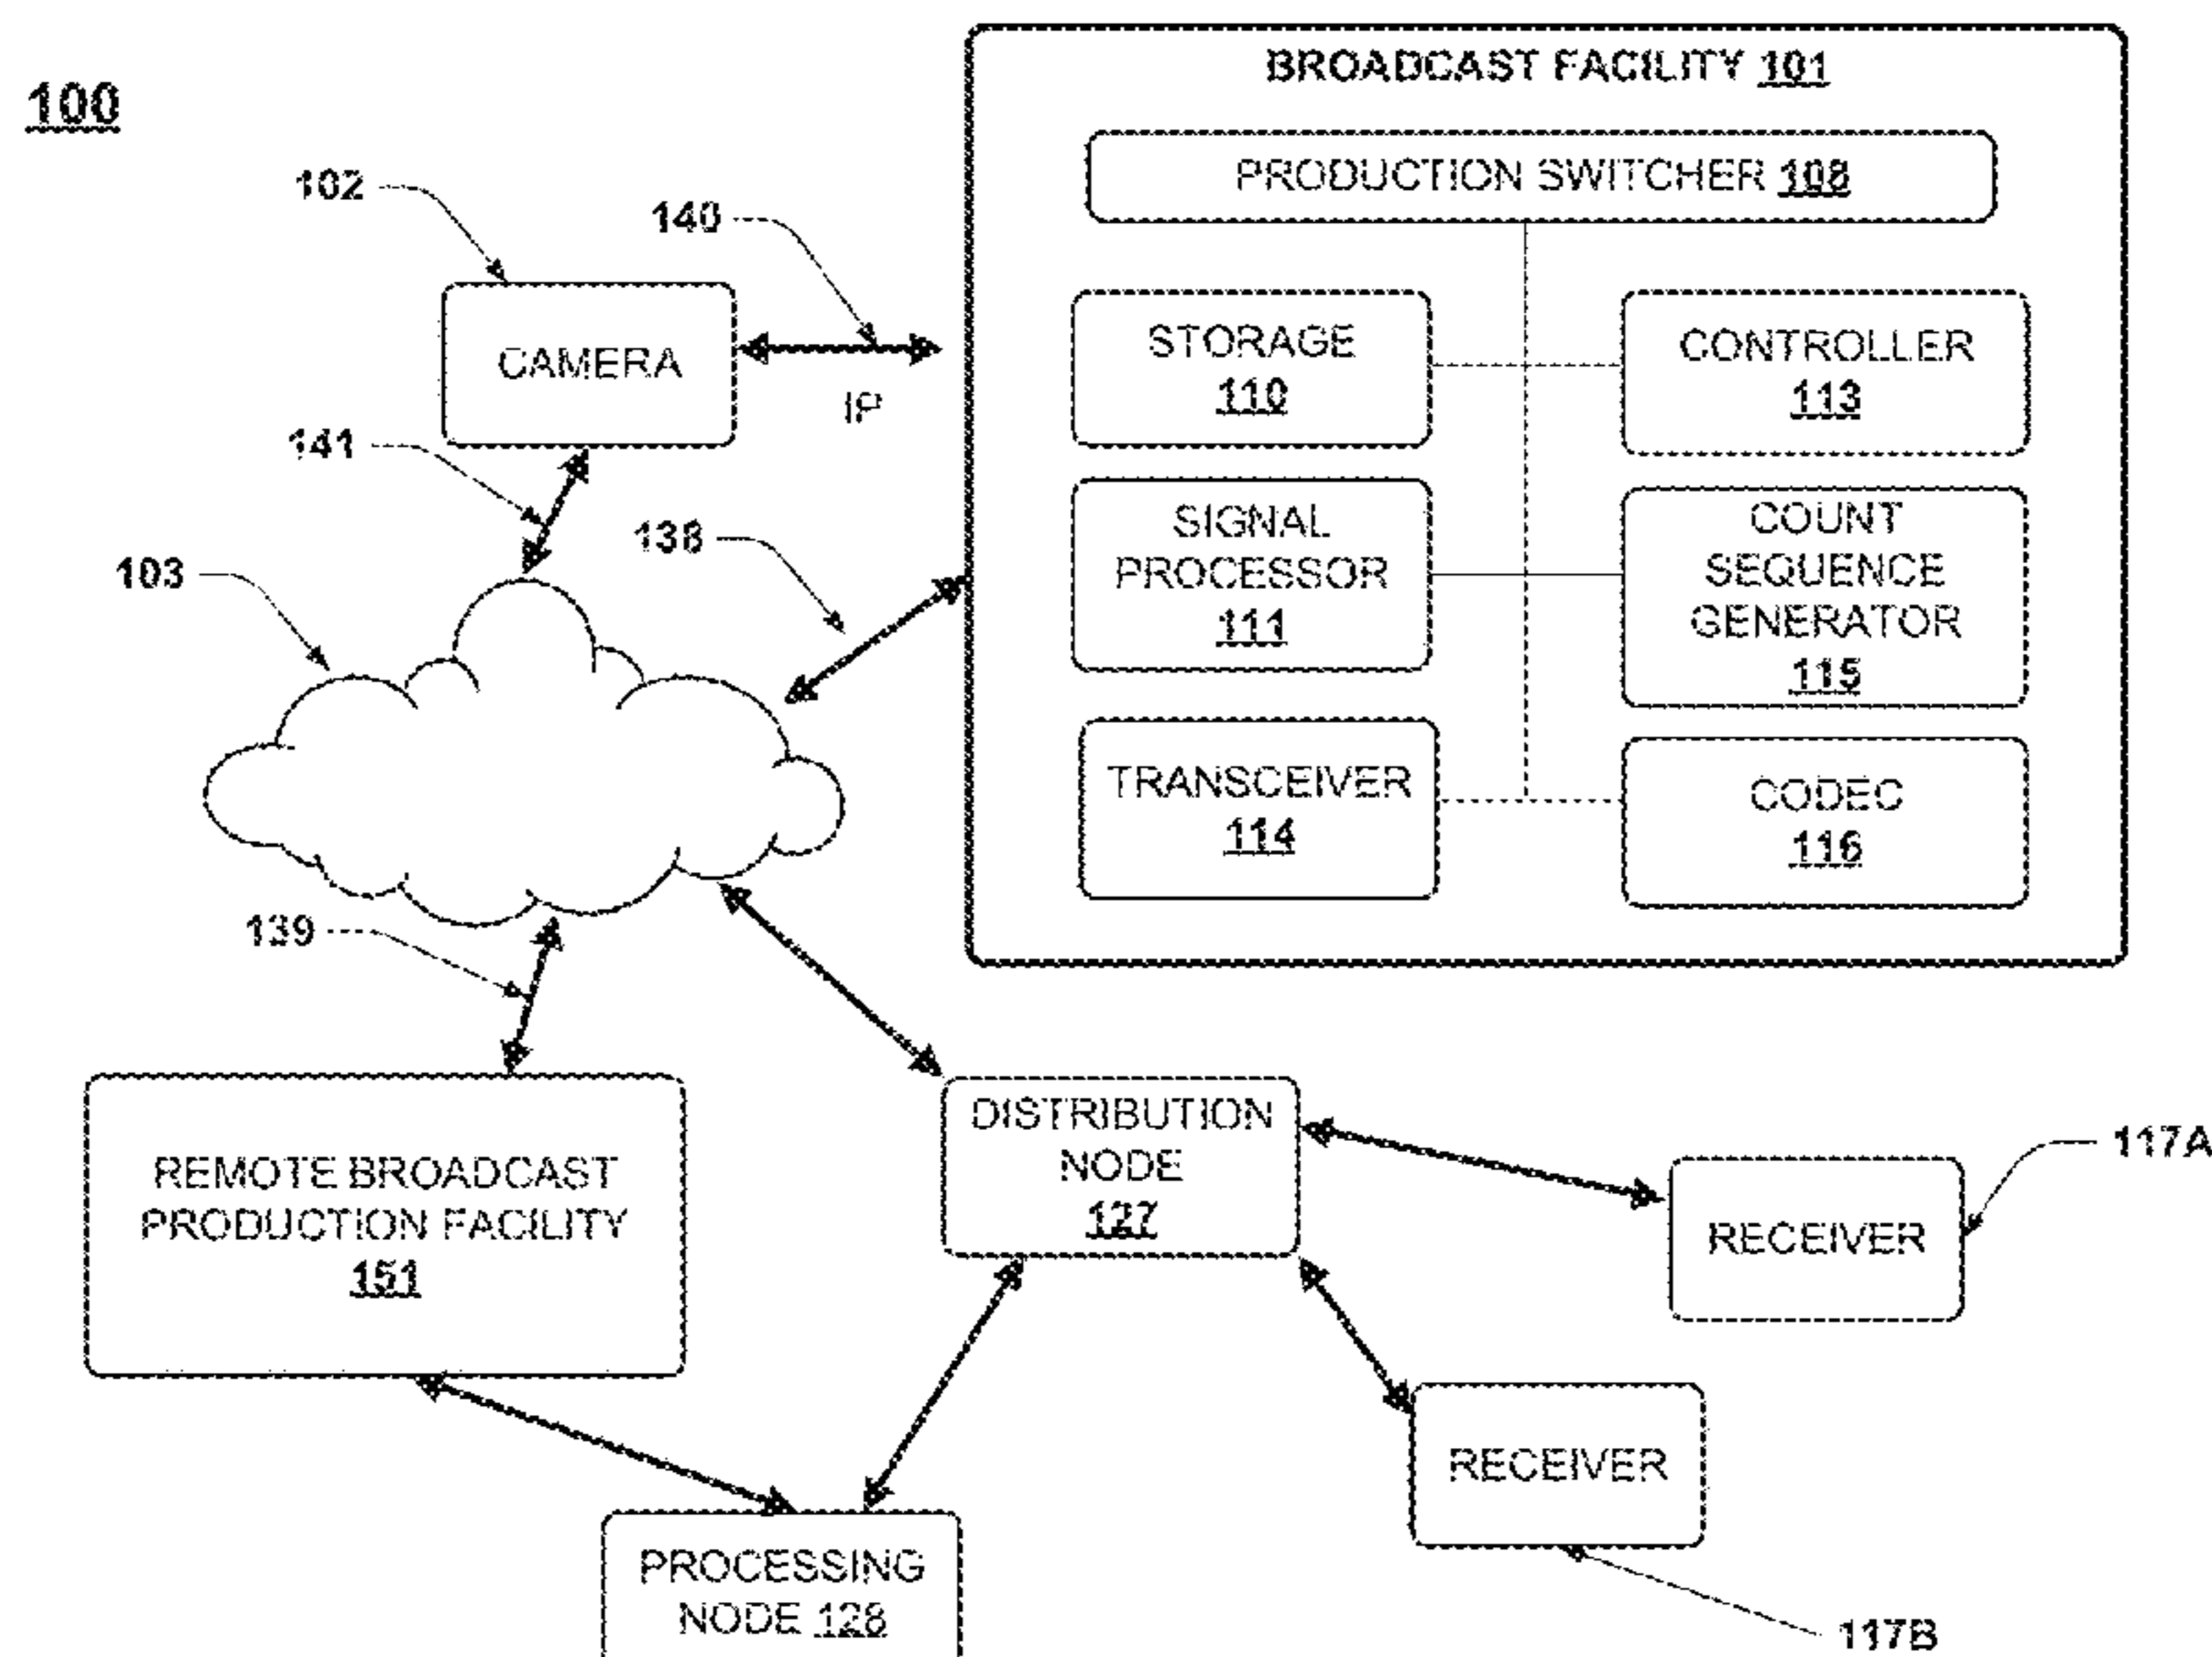 100
BROADCAST FACILITY 101
PRODUCTION SWITCHER 108
102
140
STORAGE
110
CONTROLLER
113
CAMERA
IP
141
SIGNAL
PROCESSOR
111
COUNT
SEQUENCE
GENERATOR
115
138
103
TRANSCEIVER
114
CODEC
116
139
DISTRIBUTION
NODE
127
117A
REMOTE BROADCAST
PRODUCTION FACILITY
151
RECEIVER
RECEIVER
PROCESSING
NODE 128
117B